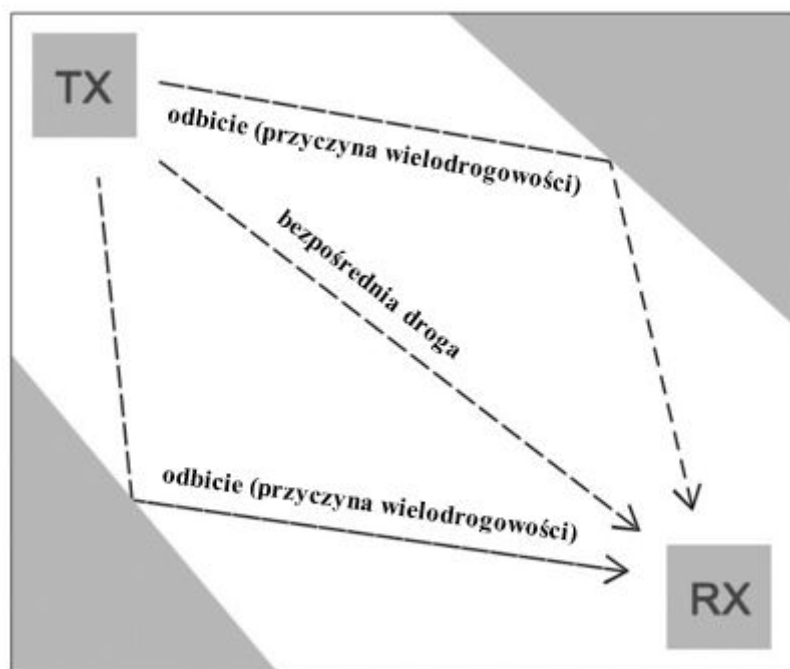 TX
odbicie (przyczyna wielodrogowości)
bezpośrednia droga
odbicie (przyczyna wielodrogowości)
RX